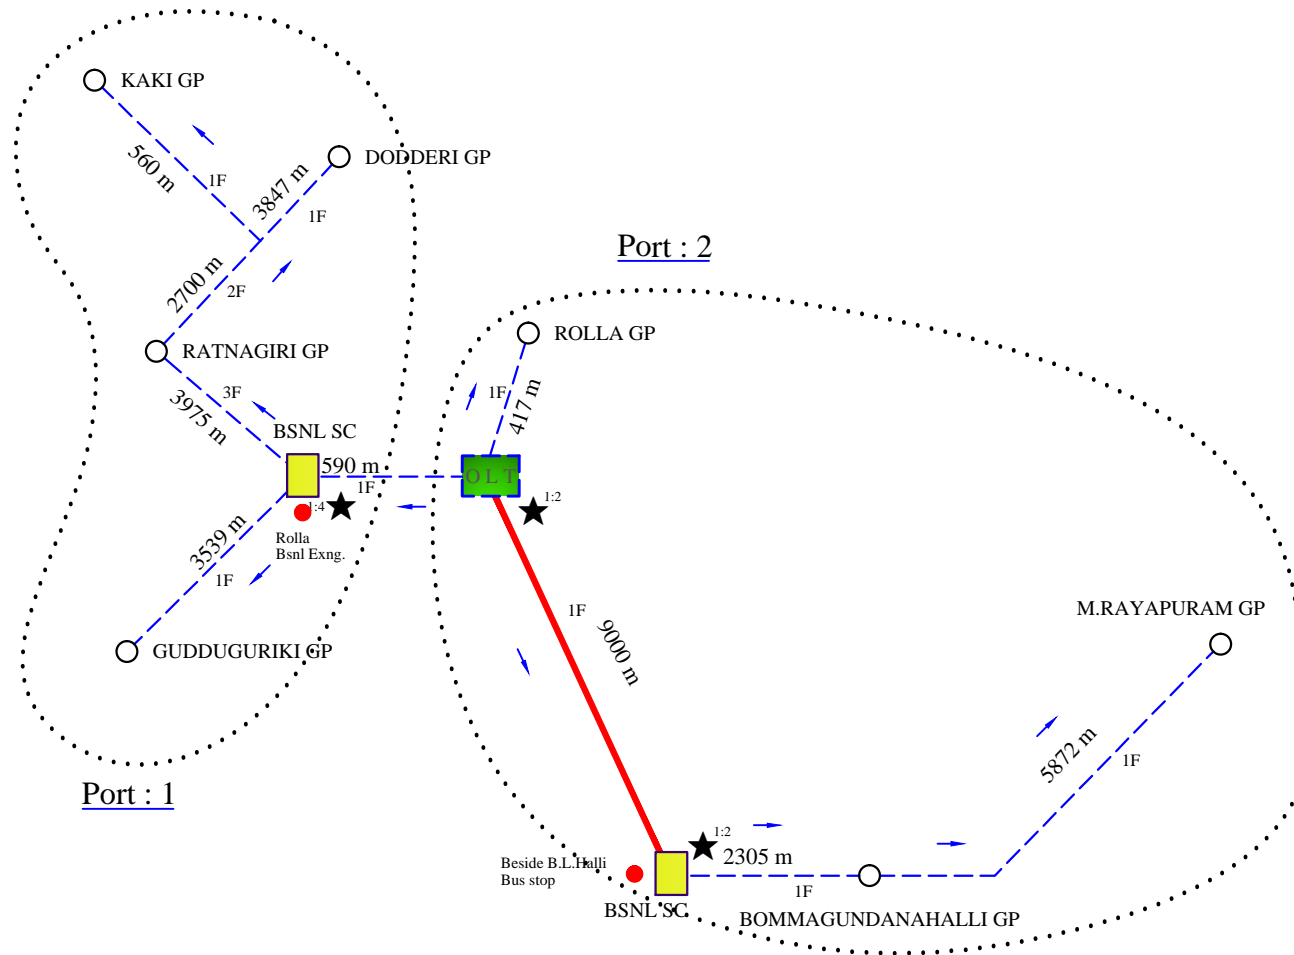 KAKI GP
560 m
1F
3847 m
DODDERI GP
1F
2700 m
2F
Port : 2
RATNAGIRI GP
ROLLA GP
3F
3975 m
1F
417 m
BSNL SC
590 m
1F
O L T
1:4
1:2
Rolla
Bsnl Exng.
3539 m
1F
GUDDUGURIKI GP
1F
9000 m
M.RAYAPURAM GP
Port : 1
5872 m
1F
1:2
2305 m
Beside B.L.Halli
Bus stop
1F
BSNL SC
BOMMAGUNDANAHALLI GP